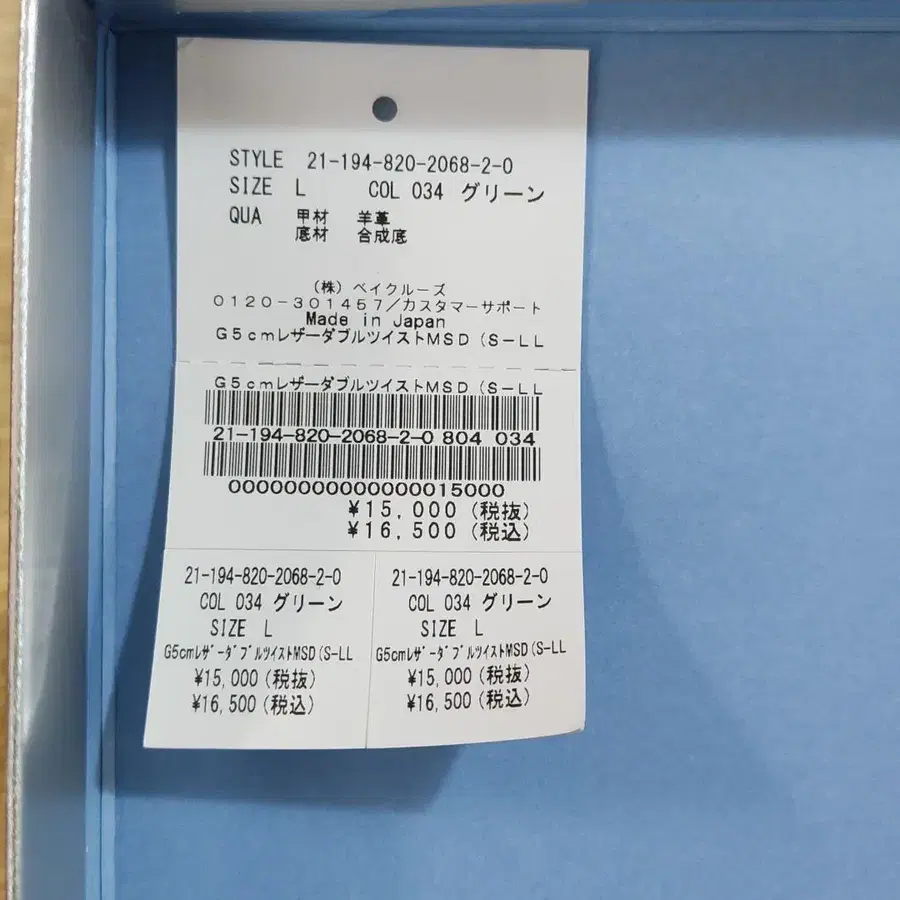 STYLE 21-194-820-2068-2-0
SIZE L COL 034 グリーン
QUA 甲材 羊革
底材 合成底
(株) ベイクルーズ
0120-301457/カスタマーサポート
Made in Japan
G5cmレザーダブルツイストMSD (S-LL
G5cmレザーダブルツイストMSD (S-LL
21-194-820-2068-2-0 804 034
00000000000000015000
¥15,000 (税抜)
¥16,500 (税込)
21-194-820-2068-2-0
COL 034 グリーン
SIZE L
G5cmレザーダブルツイストMSD (S-LL
¥15,000 (税抜)
¥16,500 (税込)
21-194-820-2068-2-0
COL 034 グリーン
SIZE L
G5cmレザーダブルツイストMSD (S-LL
¥15,000 (税抜)
¥16,500 (税込)